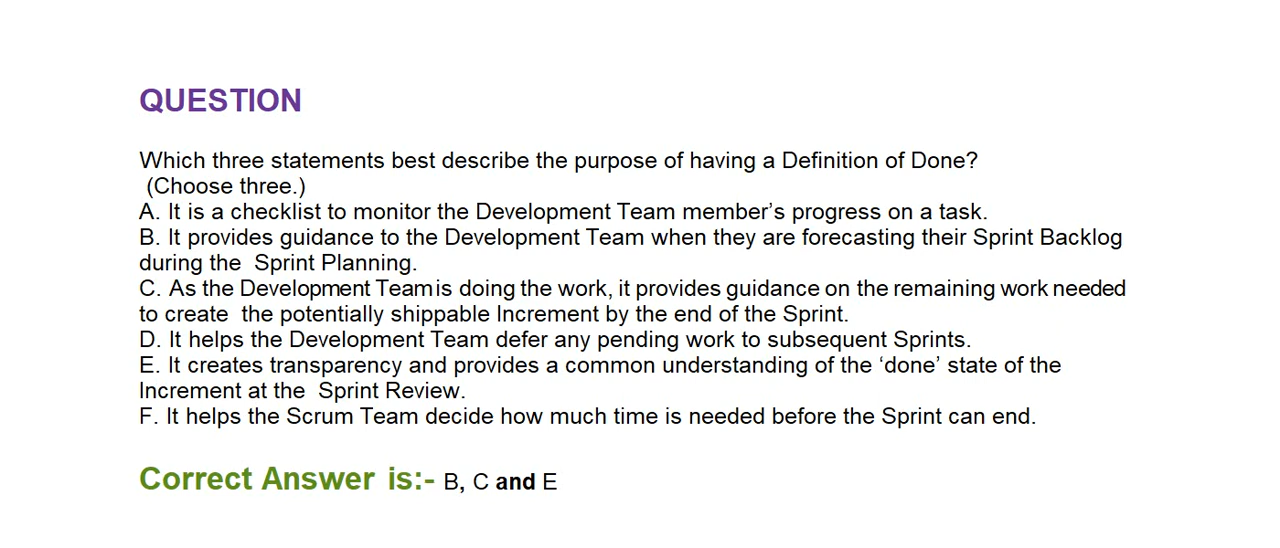 QUESTION
Which three statements best describe the purpose of having a Definition of Done?
(Choose three.)
A. It is a checklist to monitor the Development Team member’s progress on a task.
B. It provides guidance to the Development Team when they are forecasting their Sprint Backlog
during the Sprint Planning.
C. As the Development Team is doing the work, it provides guidance on the remaining work needed
to create the potentially shippable Increment by the end of the Sprint.
D. It helps the Development Team defer any pending work to subsequent Sprints.
E. It creates transparency and provides a common understanding of the ‘done’ state of the
Increment at the Sprint Review.
F. It helps the Scrum Team decide how much time is needed before the Sprint can end.
Correct Answer is:- B, C and E